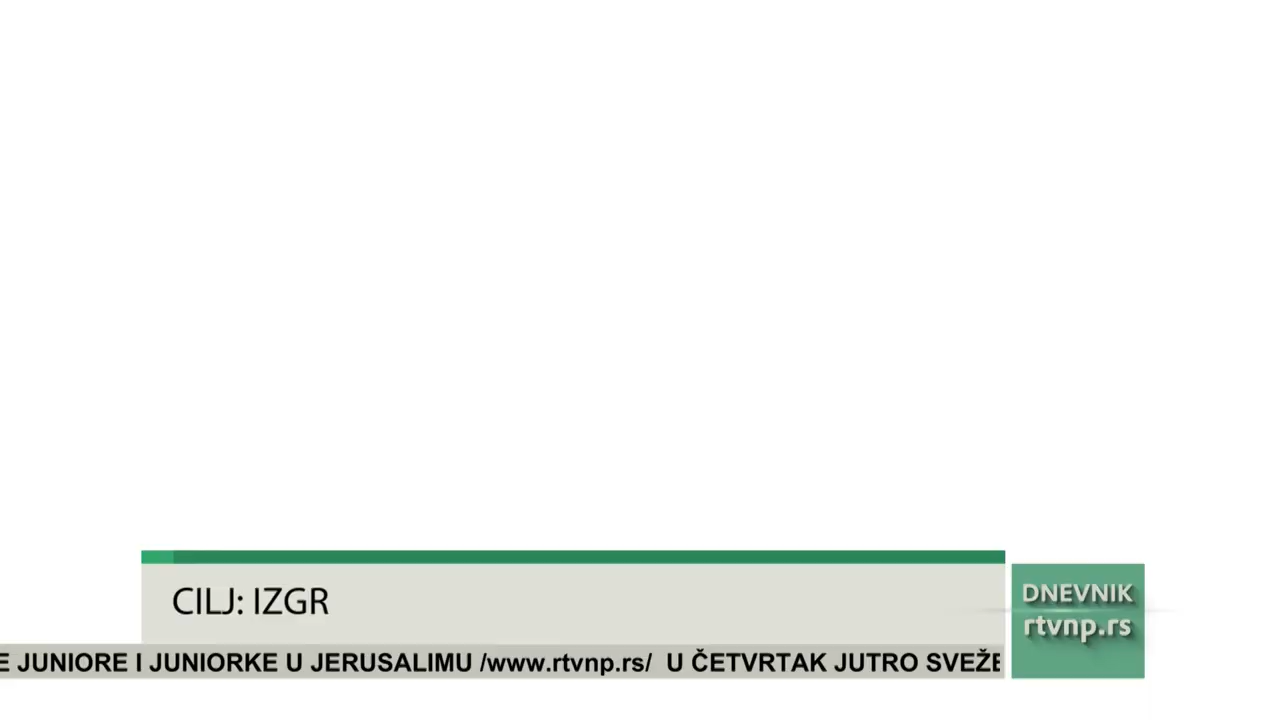 CILJ: IZGR
DNEVNIK
rtvnp.rs
E JUNIORE I JUNIORKE U JERUSALIMU /www.rtvnp.rs/ U ČETVRTAK JUTRO SVEŽE